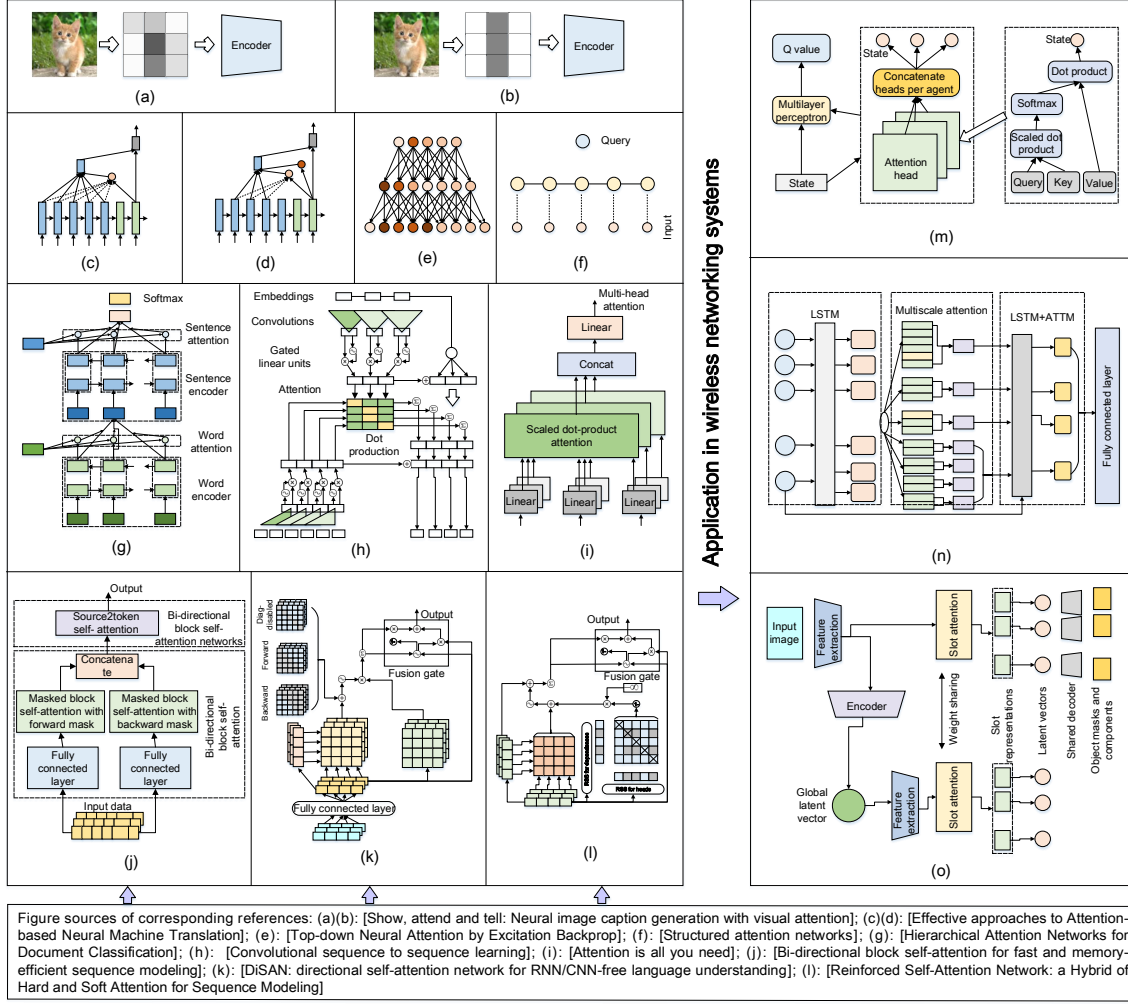 Encoder
(a)
Encoder
(b)
(c)
(d)
(e)
Query
Input
(f)
Softmax
Sentence
attention
Sentence
encoder
Word
attention
Word
encoder
(g)
Embeddings
Convolutions
Gated
linear units
Attention
Dot
production
(h)
Multi-head
attention
Linear
Concat
Scaled dot-product
attention
Linear
Linear
Linear
(i)
Output
Source2token
self- attention
Bi-directional
block self-
attention networks
Concatena
te
Masked block
self-attention with
forward mask
Masked block
self-attention with
backward mask
Bi-directional
block self-
attention
Fully
connected
layer
Fully
connected
layer
Input data
(j)
Diag-
disabled
Forward
Backward
Output
Fusion gate
Fully connected layer
(k)
Output
Fusion gate
RSS for dependences
RSS for heads
(l)
Application in wireless networking systems
Q value
Multilayer
perceptron
State
State
Concatenate
heads per agent
Attention
head
State
Dot product
Softmax
Scaled dot
product
Query
Key
Value
(m)
LSTM
Multiscale attention
LSTM+ATTM
Fully connected layer
(n)
Input
image
Feature
extraction
Slot attention
Encoder
Weight sharing
Slot
representations
Latent vectors
Shared decoder
Object masks and
components
Global
latent
vector
Feature
extraction
Slot attention
(o)
Figure sources of corresponding references: (a)(b): [Show, attend and tell: Neural image caption generation with visual attention]; (c)(d): [Effective approaches to Attention-
based Neural Machine Translation]; (e): [Top-down Neural Attention by Excitation Backprop]; (f): [Structured attention networks]; (g): [Hierarchical Attention Networks for
Document Classification]; (h): [Convolutional sequence to sequence learning]; (i): [Attention is all you need]; (j): [Bi-directional block self-attention for fast and memory-
efficient sequence modeling]; (k): [DiSAN: directional self-attention network for RNN/CNN-free language understanding]; (l): [Reinforced Self-Attention Network: a Hybrid of
Hard and Soft Attention for Sequence Modeling]